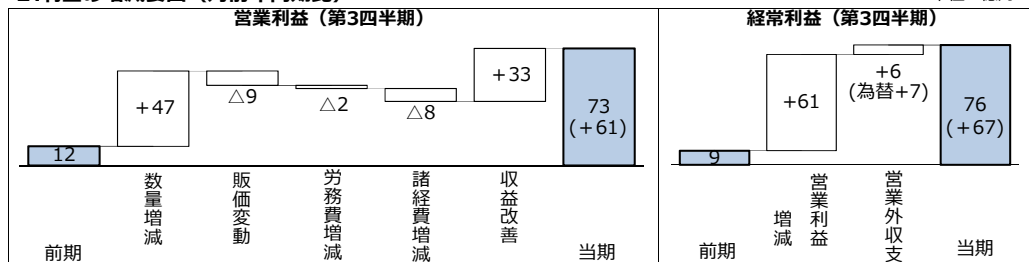 営業利益（第3四半期）
12
+47
△9
△2
△8
+33
73
(+61)
前期
数量増減
販価変動
労務費増減
諸経費増減
収益改善
当期
経常利益（第3四半期）
9
+61
+6
(為替+7)
76
(+67)
前期
営業利益
増減
営業外収支
当期